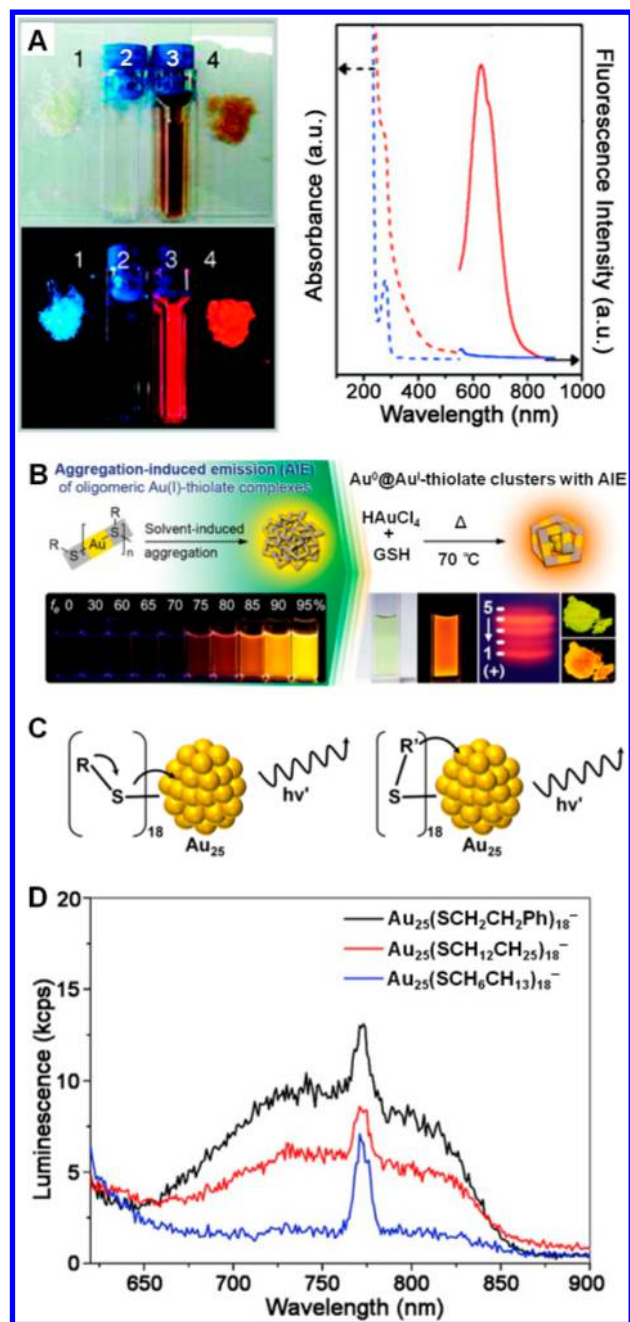 A
1 2 3 4
1 2 3 4
Absorbance (a.u.)
Fluorescence Intensity (a.u.)
200 400 600 800 1000
Wavelength (nm)
B
Aggregation-induced emission (AIE)
of oligomeric Au(I)-thiolate complexes
R
S
Au
S
R
n
Solvent-induced
aggregation
fe 0 30 60 65 70 75 80 85 90 95%
Au⁰@Auᴵ-thiolate clusters with AIE
HAuCl₄
+
GSH
Δ
70 °C
5
1
(+)
C
R
S
18
Au₂₅
hν'
R'
S
18
Au₂₅
hν'
D
Luminescence (kcps)
20
15
10
5
0
Au₂₅(SCH₂CH₂Ph)₁₈⁻
Au₂₅(SCH₁₂CH₂₅)₁₈⁻
Au₂₅(SCH₆CH₁₃)₁₈⁻
650 700 750 800 850 900
Wavelength (nm)